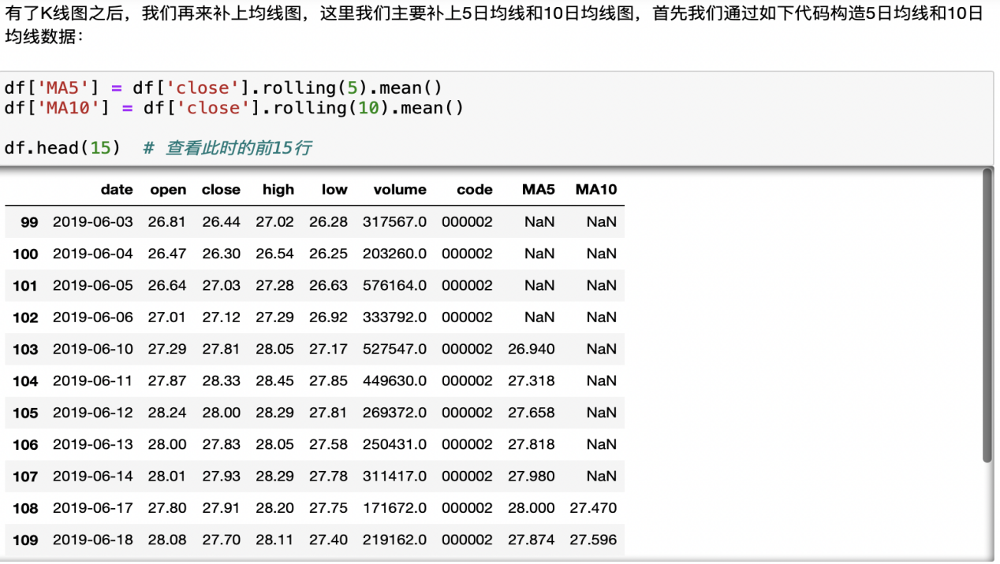 有了K线图之后，我们再来补上均线图，这里我们主要补上5日均线和10日均线图，首先我们通过如下代码构造5日均线和10日
均线数据：
df['MA5'] = df['close'].rolling(5).mean()
df['MA10'] = df['close'].rolling(10).mean()
df.head(15)  # 查看此时的前15行
date open close high low volume code MA5 MA10
99 2019-06-03 26.81 26.44 27.02 26.28 317567.0 000002 NaN NaN
100 2019-06-04 26.47 26.30 26.54 26.25 203260.0 000002 NaN NaN
101 2019-06-05 26.64 27.03 27.28 26.63 576164.0 000002 NaN NaN
102 2019-06-06 27.01 27.12 27.29 26.92 333792.0 000002 NaN NaN
103 2019-06-10 27.29 27.81 28.05 27.17 527547.0 000002 26.940 NaN
104 2019-06-11 27.87 28.33 28.45 27.85 449630.0 000002 27.318 NaN
105 2019-06-12 28.24 28.00 28.29 27.81 269372.0 000002 27.658 NaN
106 2019-06-13 28.00 27.83 28.05 27.58 250431.0 000002 27.818 NaN
107 2019-06-14 28.01 27.93 28.29 27.78 311417.0 000002 27.980 NaN
108 2019-06-17 27.80 27.91 28.20 27.75 171672.0 000002 28.000 27.470
109 2019-06-18 28.08 27.70 28.11 27.40 219162.0 000002 27.874 27.596